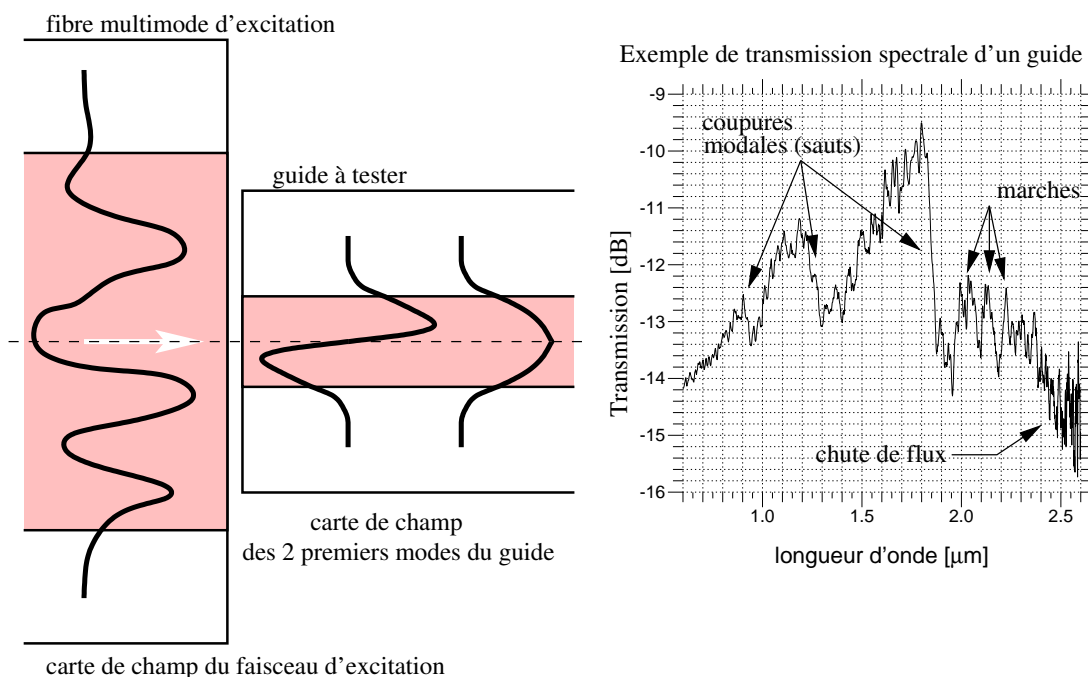 fibre multimode d'excitation
guide à tester
carte de champ
des 2 premiers modes du guide
carte de champ du faisceau d'excitation
Exemple de transmission spectrale d'un guide
-9
-10
-11
-12
-13
-14
-15
-16
Transmission [dB]
coupures
modales (sauts)
marches
chute de flux
1.0 1.5 2.0 2.5
longueur d'onde [µm]